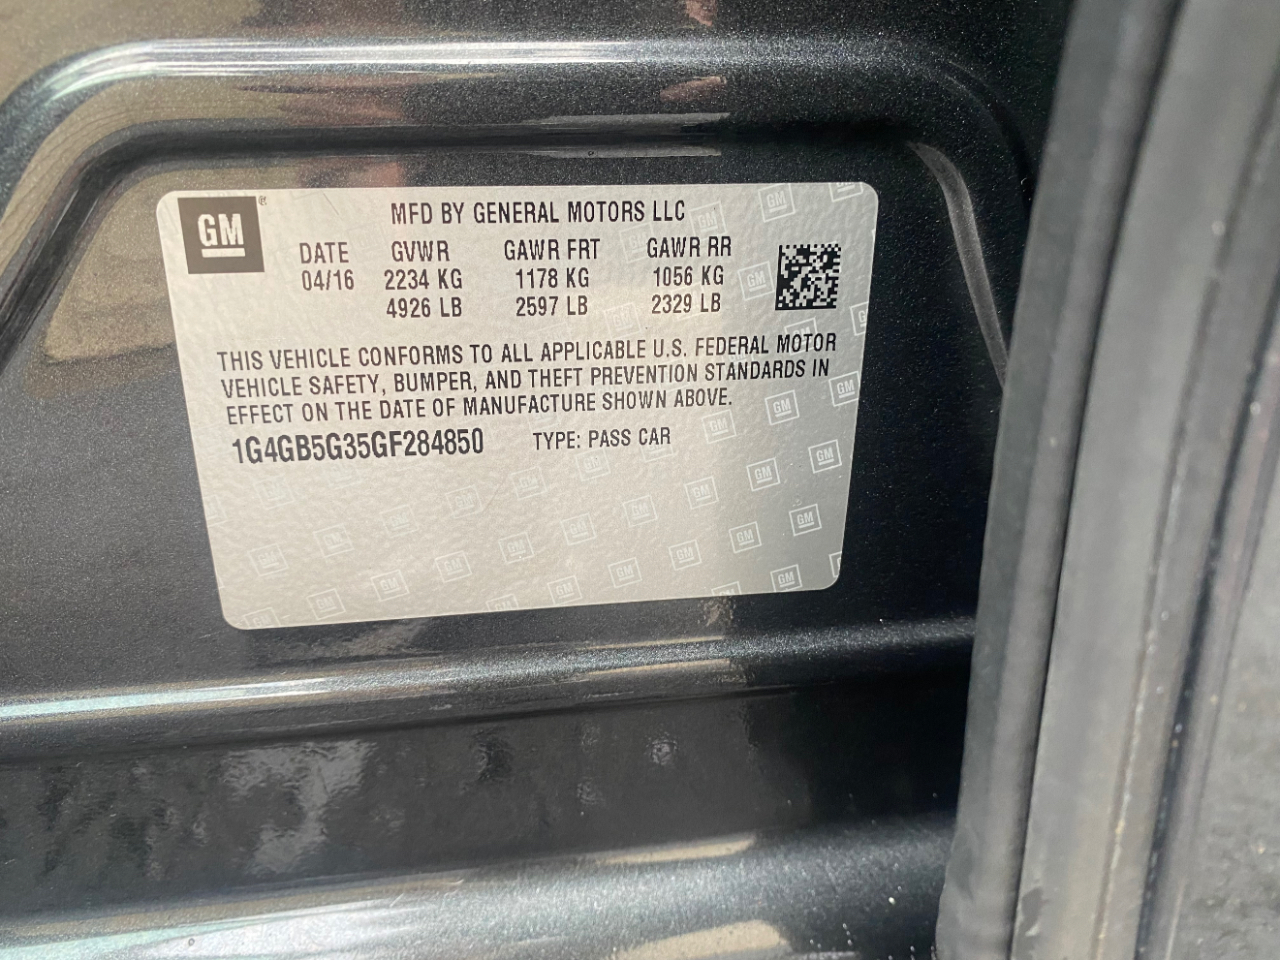 GM
MFD BY GENERAL MOTORS LLC
DATE GVWR GAWR FRT GAWR RR
04/16 2234 KG 1178 KG 1056 KG
4926 LB 2597 LB 2329 LB
THIS VEHICLE CONFORMS TO ALL APPLICABLE U.S. FEDERAL MOTOR
VEHICLE SAFETY, BUMPER, AND THEFT PREVENTION STANDARDS IN
EFFECT ON THE DATE OF MANUFACTURE SHOWN ABOVE.
1G4GB5G35GF284850 TYPE: PASS CAR